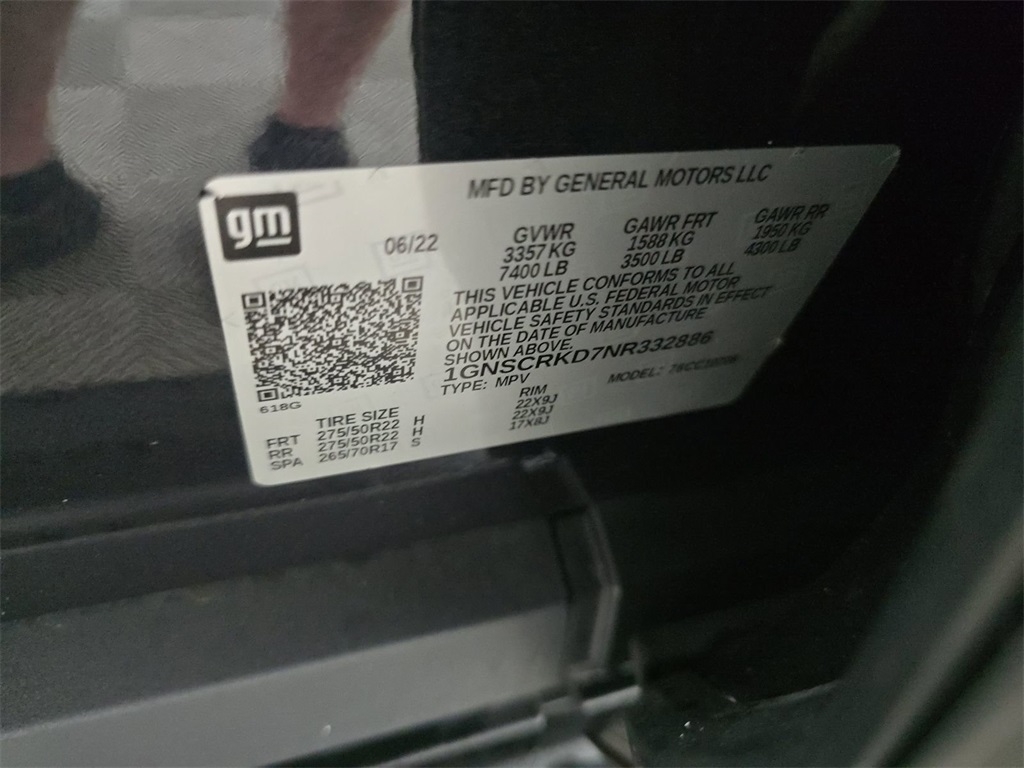 MFD BY GENERAL MOTORS LLC
gm
06/22
GVWR
3357 KG
7400 LB
GAWR FRT
1588 KG
3500 LB
GAWR RR
1950 KG
4300 LB
THIS VEHICLE CONFORMS TO ALL
APPLICABLE U.S. FEDERAL MOTOR
VEHICLE SAFETY STANDARDS IN EFFECT
ON THE DATE OF MANUFACTURE
SHOWN ABOVE.
1GNSCRKD7NR332886
TYPE: MPV
MODEL:
618G
TIRE SIZE RIM
FRT 275/50R22 H 22X9J
RR 275/50R22 H 22X9J
SPA 265/70R17 S 17X8J